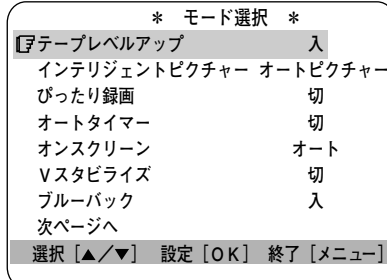 ＊ モード選択 ＊
テープレベルアップ 入
インテリジェントピクチャー オートピクチャー
ぴったり録画 切
オートタイマー 切
オンスクリーン オート
Vスタビライズ 切
ブルーバック 入
次ページへ
選択［▲／▼］ 設定［OK］ 終了［メニュー］